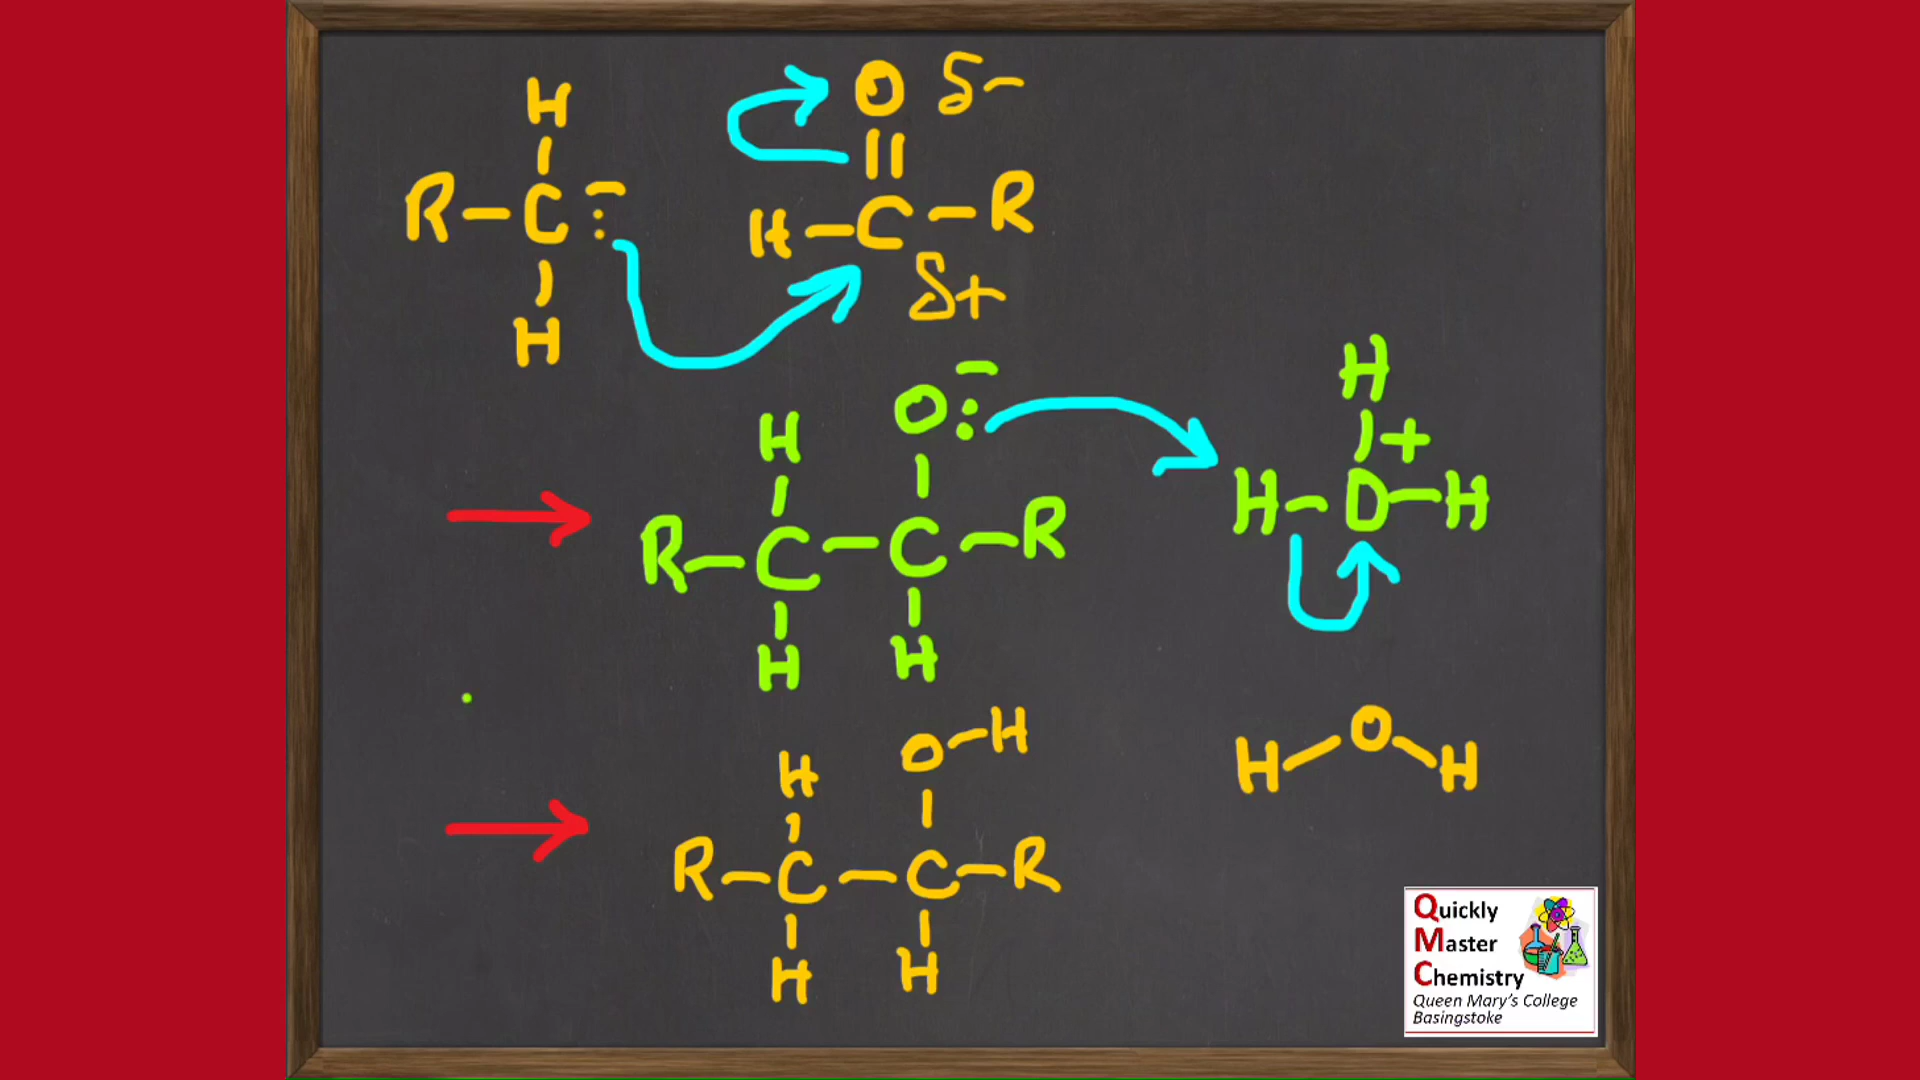 H O δ−
R−C:− H−C−R
H δ+
H O:− H
R−C−C−R H−O+−H
H H
H O−H H−O−H
R−C−C−R
H H
Quickly
Master
Chemistry
Queen Mary's College
Basingstoke